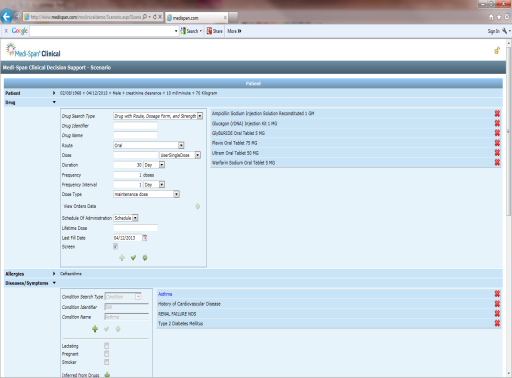 http://www.medispan.com/medi
medispan.com
x Google
Search
Share
More »
Sign In
Medi-Span® Clinical
Medi-Span Clinical Decision Support - Scenario
Patient
Patient 02/08/1968 • 04/12/2013 • Male • creatinine clearance = 10 ml/minute • 70 Kilogram
Drug
Drug Search Type Drug with Route, Dosage Form, and Strength
Drug Identifier
Drug Name
Route Oral
Dose UserSingleDose
Duration 30 Day
Frequency 1 doses
Frequency Interval 1 Day
Dose Type maintenance dose
View Orders Data
Schedule Of Administration Schedule
Lifetime Dose
Last Fill Date 04/12/2013
Screen
Ampicillin Sodium Injection Solution Reconstituted 1 GM
Glucagon (rDNA) Injection Kit 1 MG
GlyBURIDE Oral Tablet 5 MG
Plavix Oral Tablet 75 MG
Ultram Oral Tablet 50 MG
Warfarin Sodium Oral Tablet 5 MG
Allergies Ceftazidime
Diseases/Symptoms
Condition Search Type Condition
Condition Identifier
Condition Name Asthma
Asthma
History of Cardiovascular Disease
RENAL FAILURE NOS
Type 2 Diabetes Mellitus
Lactating
Pregnant
Smoker
Inferred from Drugs